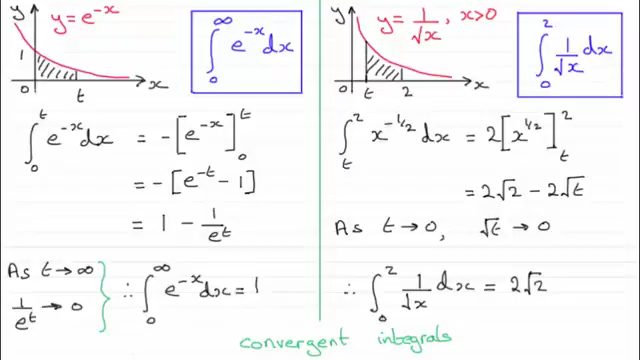 y
y = e^-x
∫_0^∞ e^-x dx
1
0
t
x
∫_0^t e^-x dx = -[e^-x]_0^t
= -[e^-t - 1]
= 1 - 1/e^t
As t → ∞
1/e^t → 0
∴ ∫_0^∞ e^-x dx = 1
y
y = 1/√x , x>0
∫_0^2 1/√x dx
0
t
2
x
∫_t^2 x^-1/2 dx = 2[x^1/2]_t^2
= 2√2 - 2√t
As t → 0, √t → 0
∴ ∫_0^2 1/√x dx = 2√2
convergent integrals